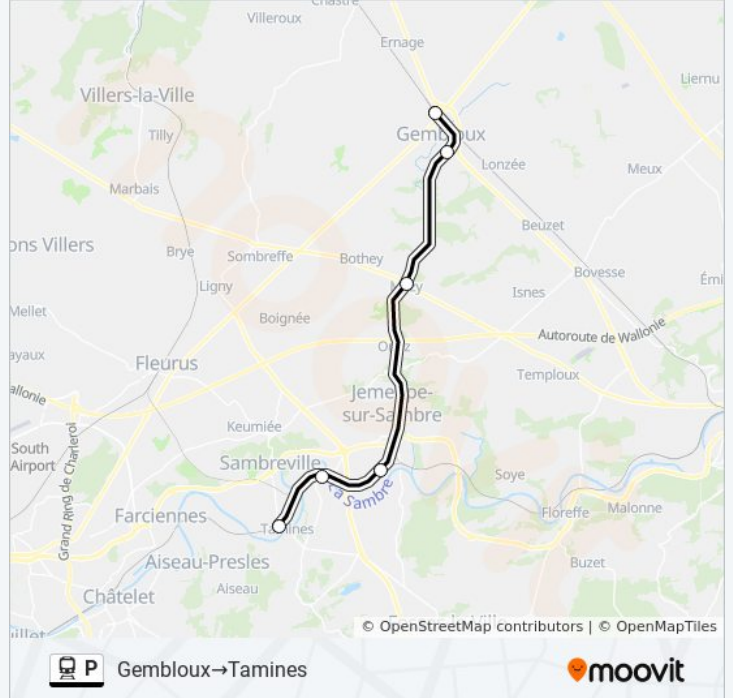 Chastre
Villeroux
Ernage
Liernu
Villers-la-Ville
Gembloux
Tilly
Lonzée
Meux
Marbais
Beuzet
ons Villers
Brye
Sombreffe
Bothey
Bovesse
Ligny
Isnes
Émi
Mellet
Boignée
Autoroute de Wallonie
ayaux
Fleurus
Temploux
Jemeppe-
sur-Sambre
allonie
Keumiée
South
Airport
Sambreville
Grand Ring de Charleroi
Soye
La Sambre
Floreffe
Malonne
Farciennes
Tamines
Aiseau-Presles
Buzet
Aiseau
Châtelet
uillet
© OpenStreetMap contributors | © OpenMapTiles
P Gembloux→Tamines
moovit